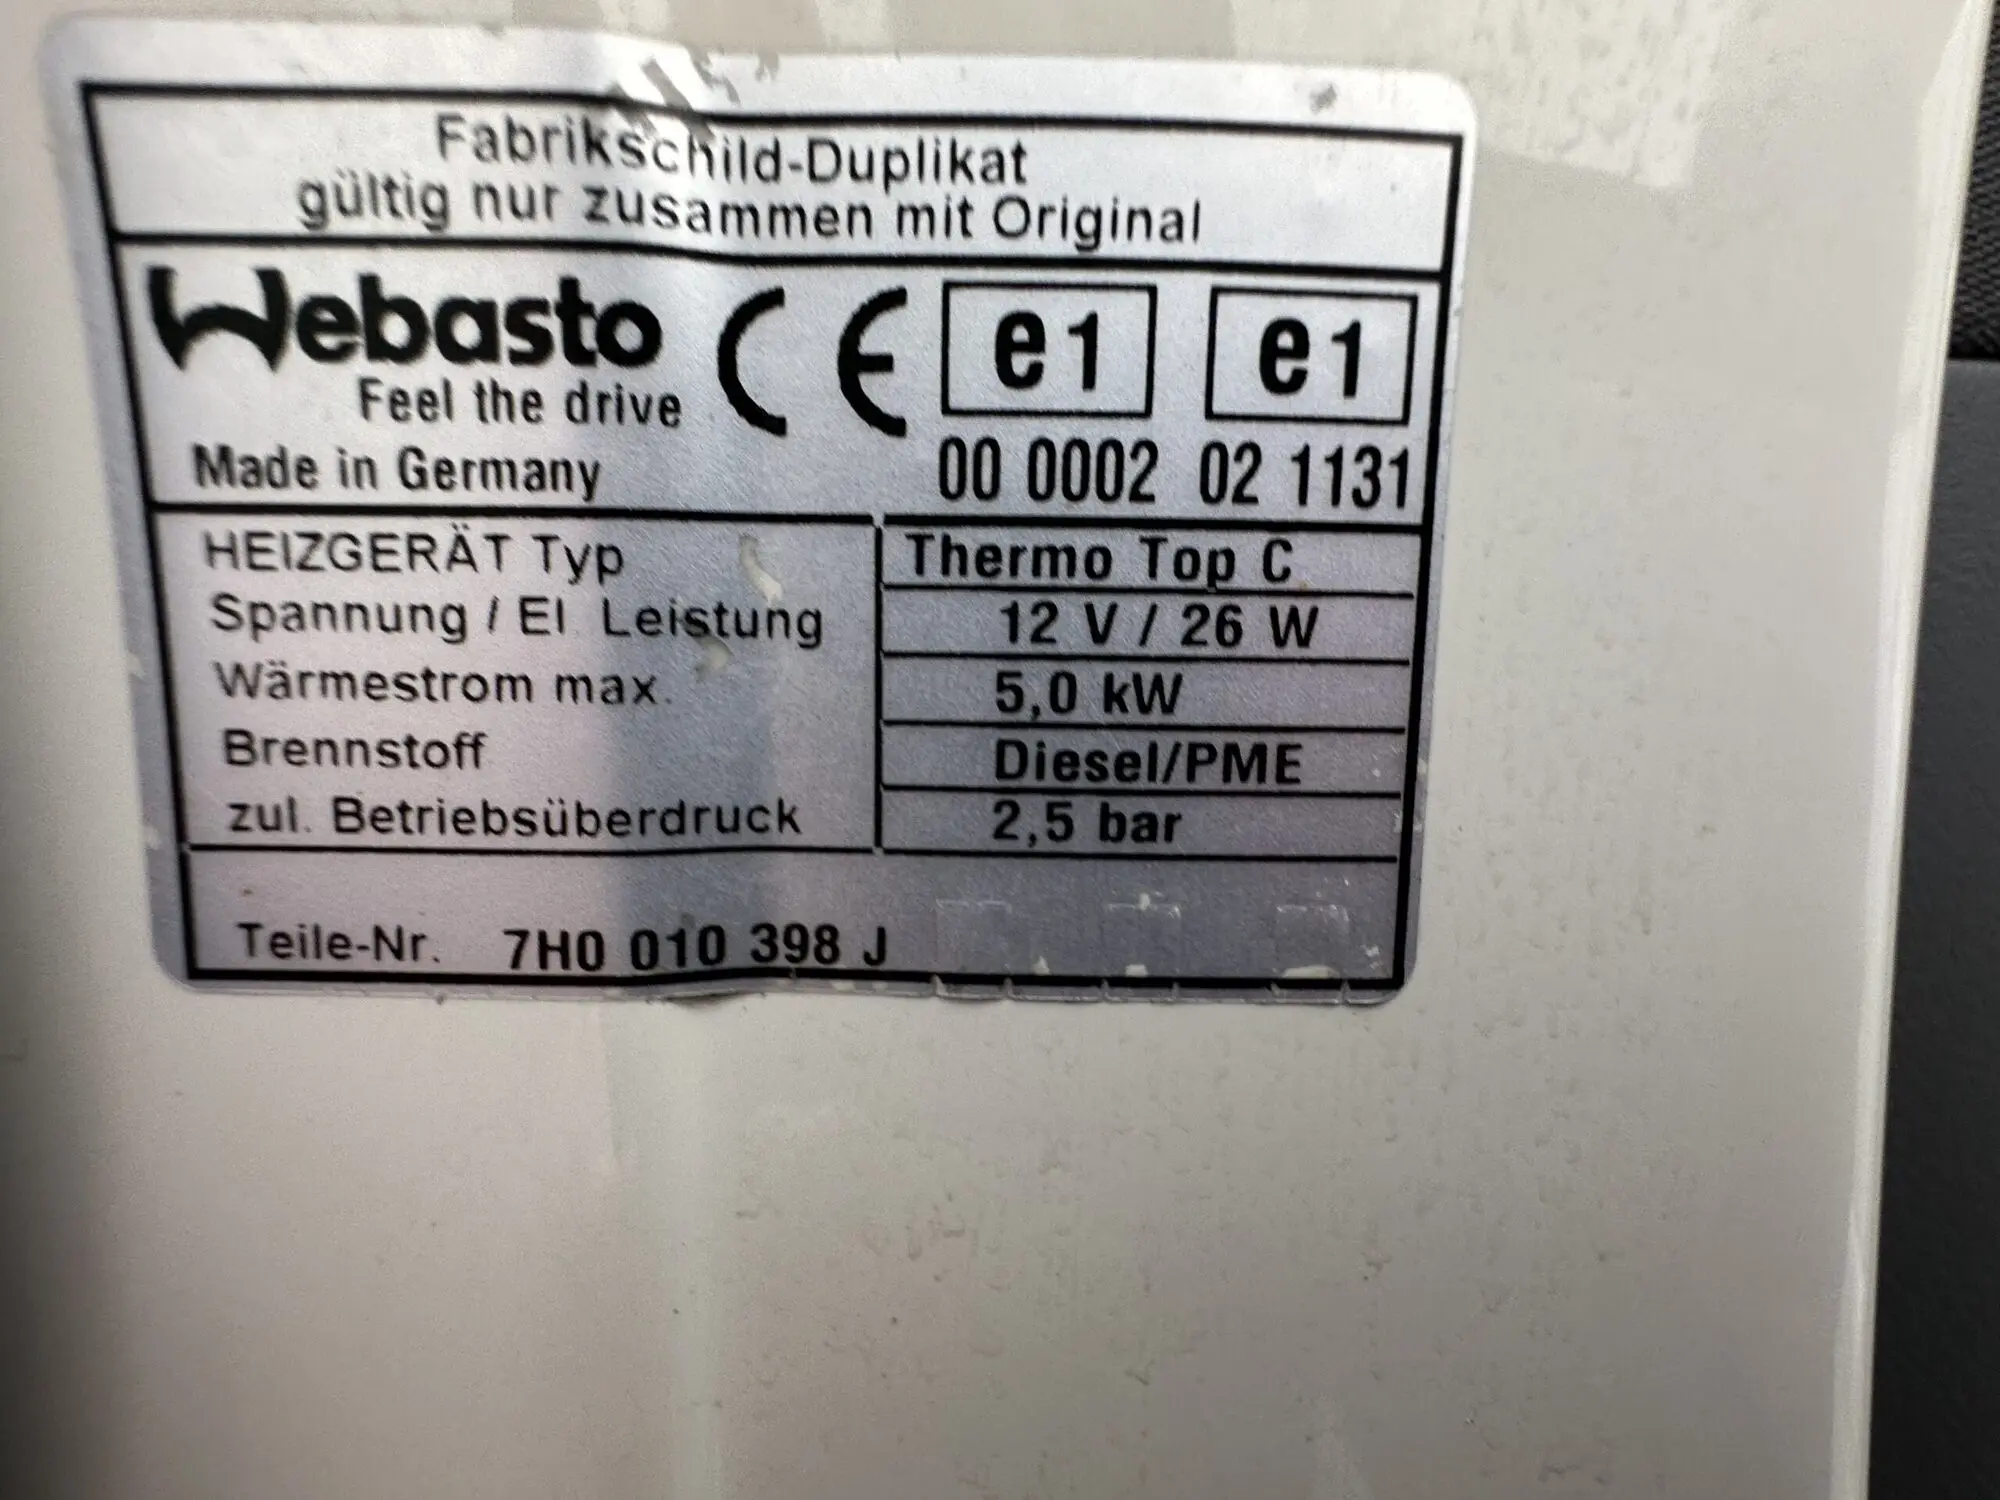 Fabrikschild-Duplikat
gültig nur zusammen mit Original
Webasto CE e1 e1
Feel the drive
Made in Germany 00 0002 02 1131
HEIZGERÄT Typ Thermo Top C
Spannung / El. Leistung 12 V / 26 W
Wärmestrom max. 5,0 kW
Brennstoff Diesel/PME
zul. Betriebsüberdruck 2,5 bar
Teile-Nr. 7H0 010 398 J